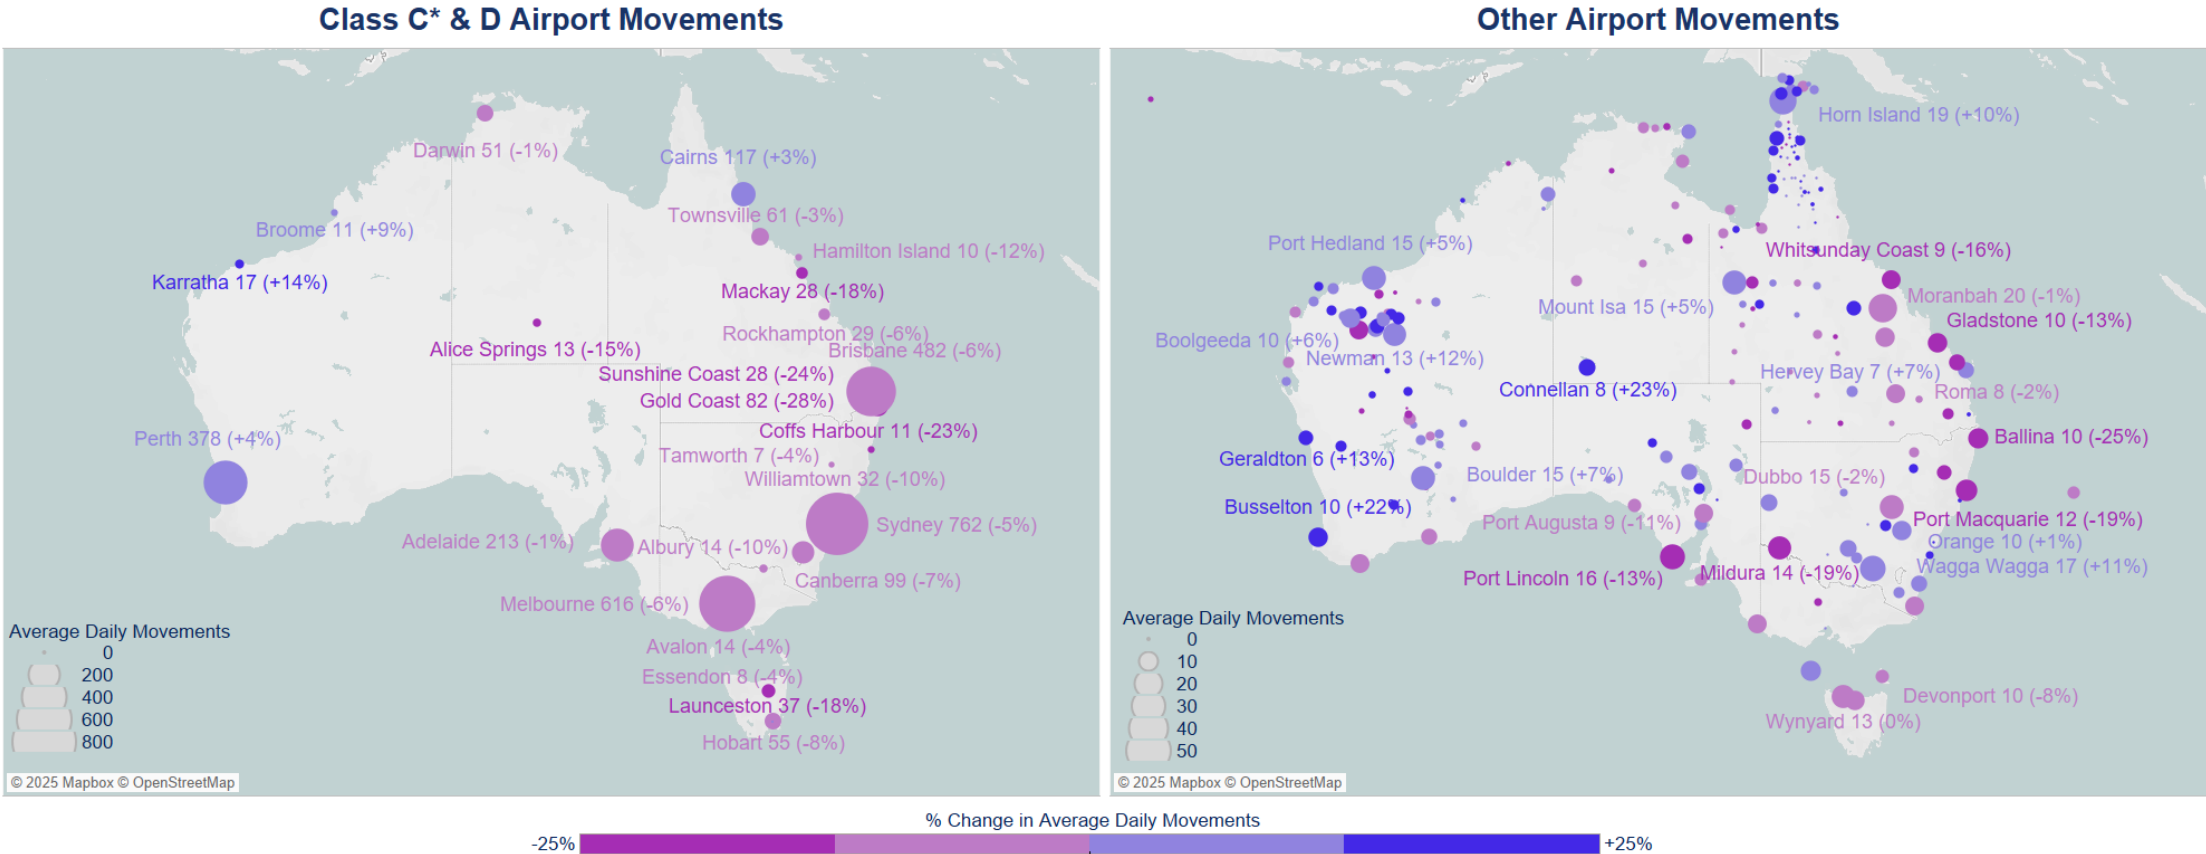 Class C* & D Airport Movements
Darwin 51 (-1%)
Cairns 117 (+3%)
Townsville 61 (-3%)
Broome 11 (+9%)
Hamilton Island 10 (-12%)
Karratha 17 (+14%)
Mackay 28 (-18%)
Rockhampton 29 (-6%)
Alice Springs 13 (-15%)
Brisbane 482 (-6%)
Sunshine Coast 28 (-24%)
Gold Coast 82 (-28%)
Coffs Harbour 11 (-23%)
Perth 378 (+4%)
Tamworth 7 (-4%)
Williamtown 32 (-10%)
Sydney 762 (-5%)
Adelaide 213 (-1%)
Albury 14 (-10%)
Canberra 99 (-7%)
Melbourne 616 (-6%)
Avalon 14 (-4%)
Essendon 8 (-4%)
Launceston 37 (-18%)
Hobart 55 (-8%)
Average Daily Movements
0
200
400
600
800
© 2025 Mapbox © OpenStreetMap
Other Airport Movements
Horn Island 19 (+10%)
Port Hedland 15 (+5%)
Whitsunday Coast 9 (-16%)
Moranbah 20 (-1%)
Mount Isa 15 (+5%)
Gladstone 10 (-13%)
Boolgeeda 10 (+6%)
Newman 13 (+12%)
Hervey Bay 7 (+7%)
Connellan 8 (+23%)
Roma 8 (-2%)
Ballina 10 (-25%)
Geraldton 6 (+13%)
Boulder 15 (+7%)
Dubbo 15 (-2%)
Busselton 10 (+22%)
Port Augusta 9 (-11%)
Port Macquarie 12 (-19%)
Orange 10 (+1%)
Wagga Wagga 17 (+11%)
Port Lincoln 16 (-13%)
Mildura 14 (-19%)
Devonport 10 (-8%)
Wynyard 13 (0%)
Average Daily Movements
0
10
20
30
40
50
© 2025 Mapbox © OpenStreetMap
% Change in Average Daily Movements
-25%
+25%